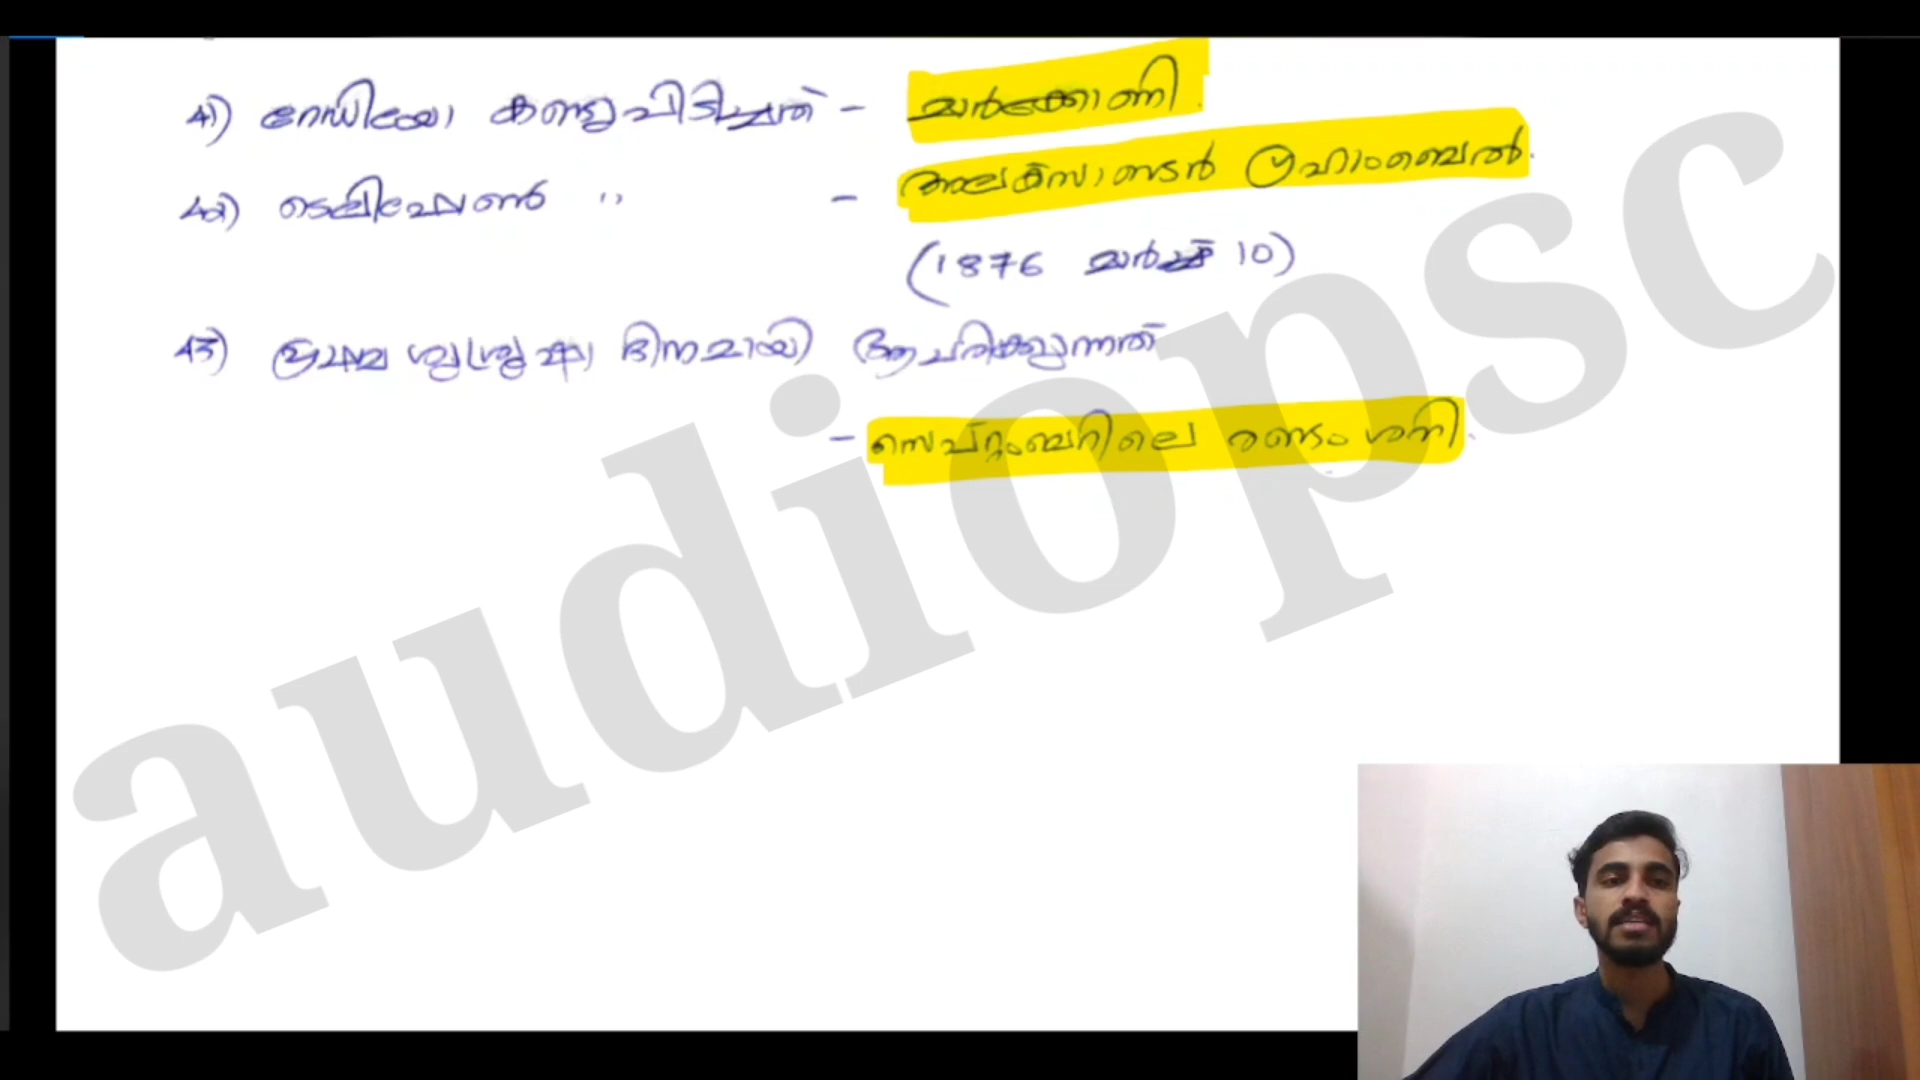 41) റേഡിയോ കണ്ടുപിടിച്ചത് - മാർക്കോണി.
42) ടെലിഫോൺ " - അലക്സാണ്ടർ ഗ്രഹാംബെൽ.
(1876 മാർച്ച് 10)
43) പ്രഥമ ശുശ്രൂഷാ ദിനമായി ആചരിക്കുന്നത്
- സെപ്റ്റംബറിലെ രണ്ടാം ശനി.
audiopsc